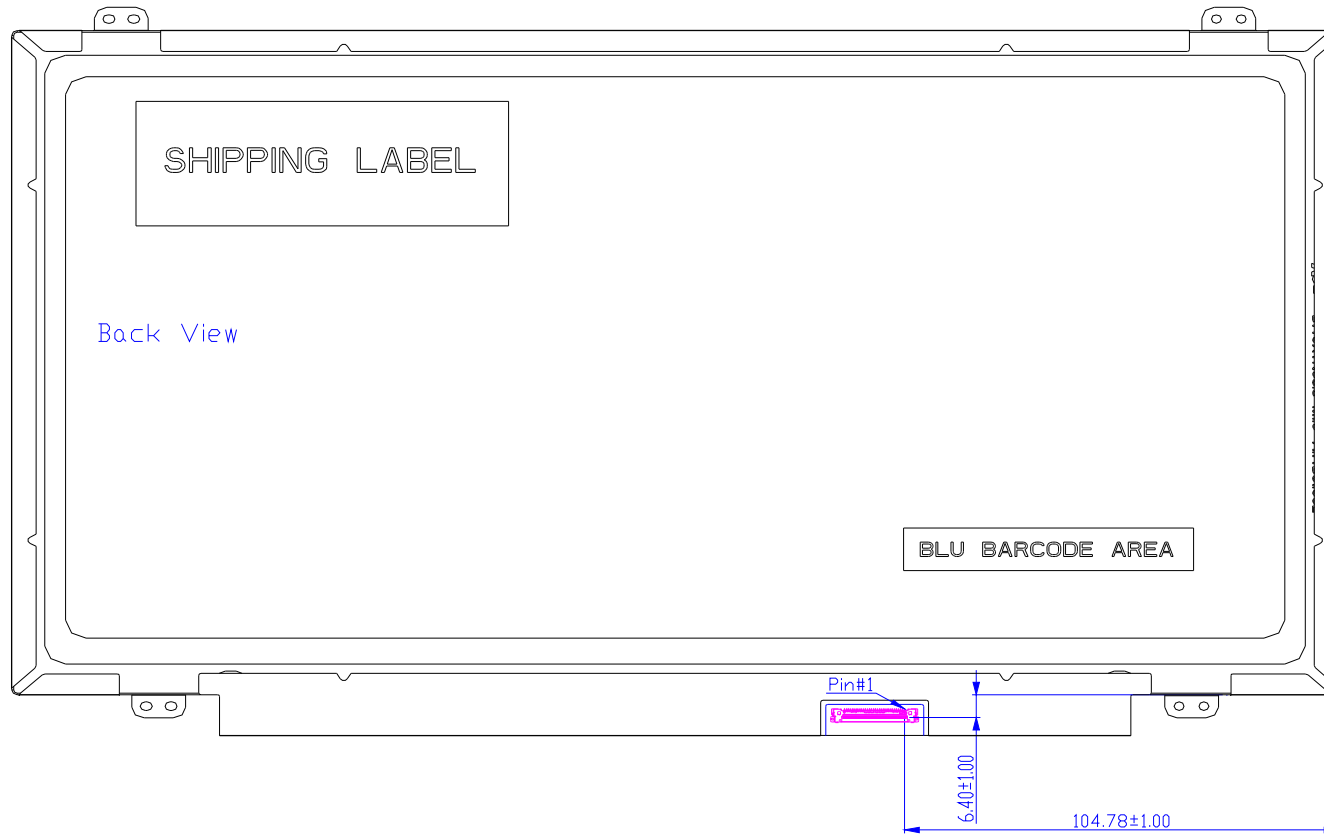 SHIPPING LABEL
Back View
BLU BARCODE AREA
Pin#1
6.40±1.00
104.78±1.00